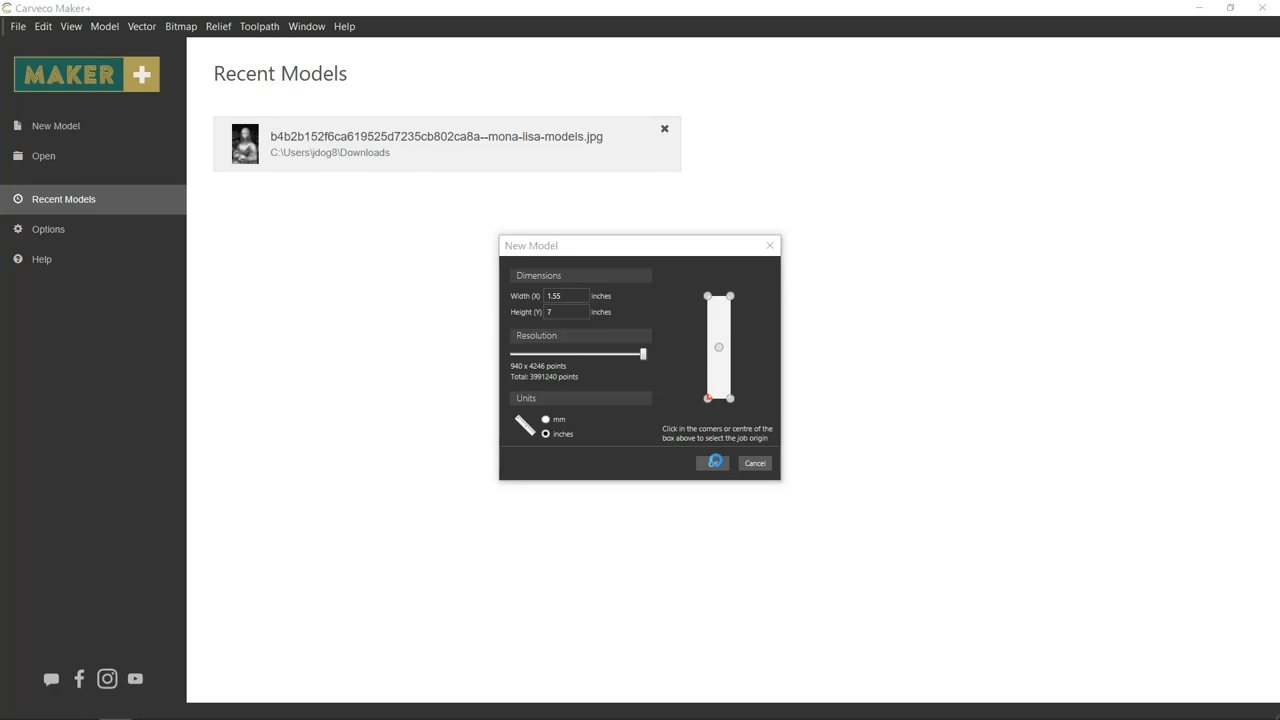 Carveco Maker+
File Edit View Model Vector Bitmap Relief Toolpath Window Help
MAKER +
New Model
Open
Recent Models
Options
Help
Recent Models
b4b2b152f6ca619525d7235cb802ca8a--mona-lisa-models.jpg
C:\Users\jdog8\Downloads
New Model
Dimensions
Width (X) 1.55 inches
Height (Y) 7 inches
Resolution
940 x 4246 points
Total: 3991240 points
Units
mm
inches
Click in the corners or centre of the
box above to select the job origin
Cancel